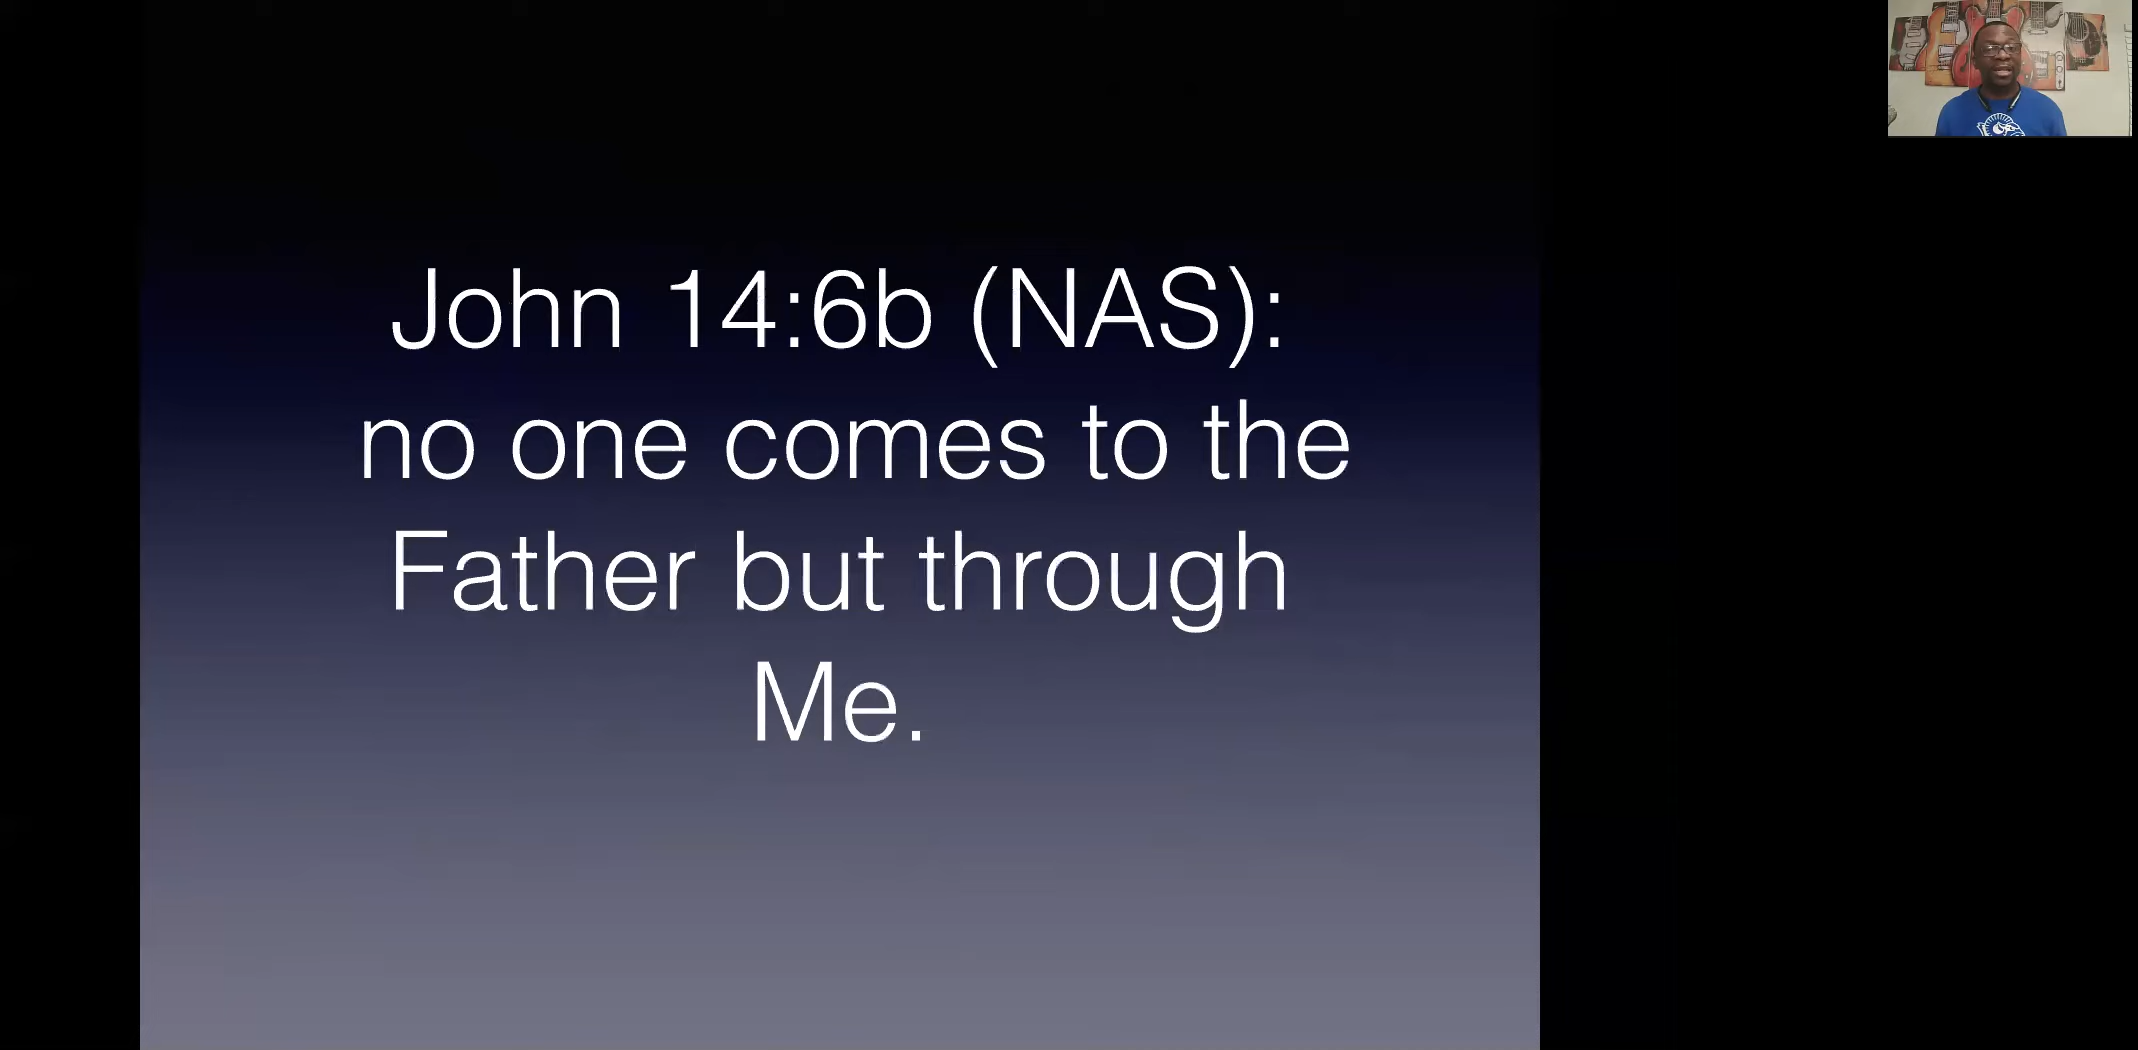 John 14:6b (NAS):
no one comes to the
Father but through
Me.